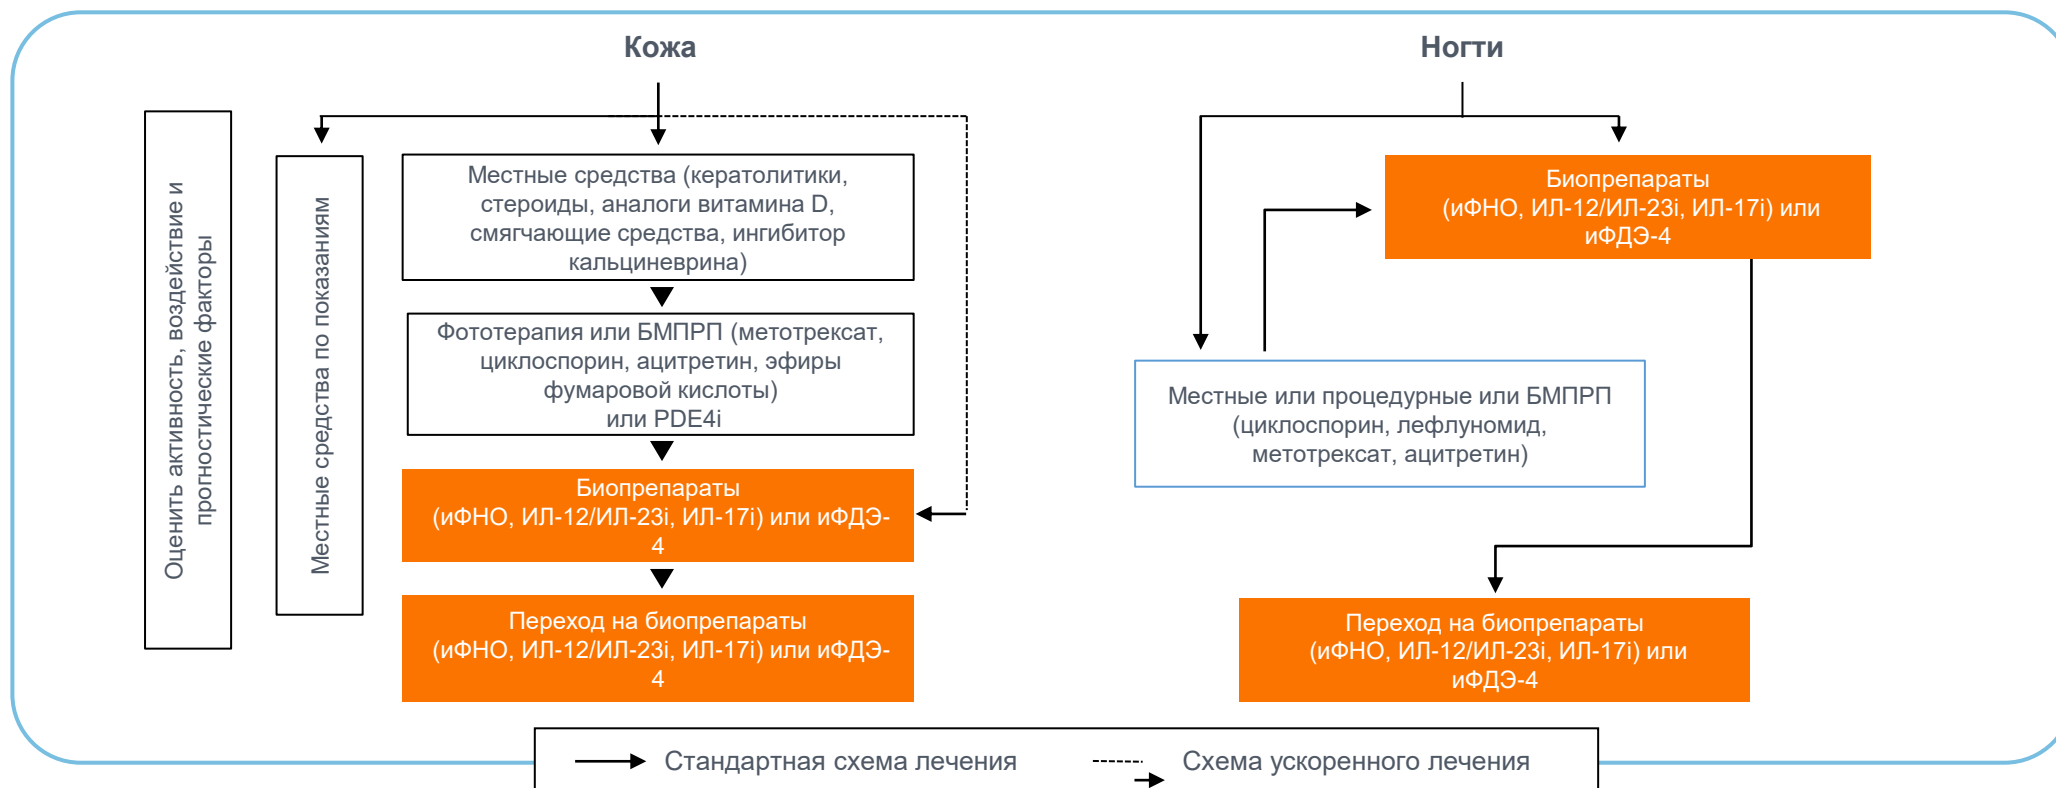 Кожа
Ногти
Оценить активность, воздействие и
прогностические факторы
Местные средства по показаниям
Местные средства (кератолитики,
стероиды, аналоги витамина D,
смягчающие средства, ингибитор
кальциневрина)
Фототерапия или БМПРП (метотрексат,
циклоспорин, ацитретин, эфиры
фумаровой кислоты)
или PDE4i
Биопрепараты
(иФНО, ИЛ-12/ИЛ-23i, ИЛ-17i) или иФДЭ-
4
Переход на биопрепараты
(иФНО, ИЛ-12/ИЛ-23i, ИЛ-17i) или иФДЭ-
4
Биопрепараты
(иФНО, ИЛ-12/ИЛ-23i, ИЛ-17i) или
иФДЭ-4
Местные или процедурные или БМПРП
(циклоспорин, лефлуномид,
метотрексат, ацитретин)
Переход на биопрепараты
(иФНО, ИЛ-12/ИЛ-23i, ИЛ-17i) или
иФДЭ-4
Стандартная схема лечения
Схема ускоренного лечения